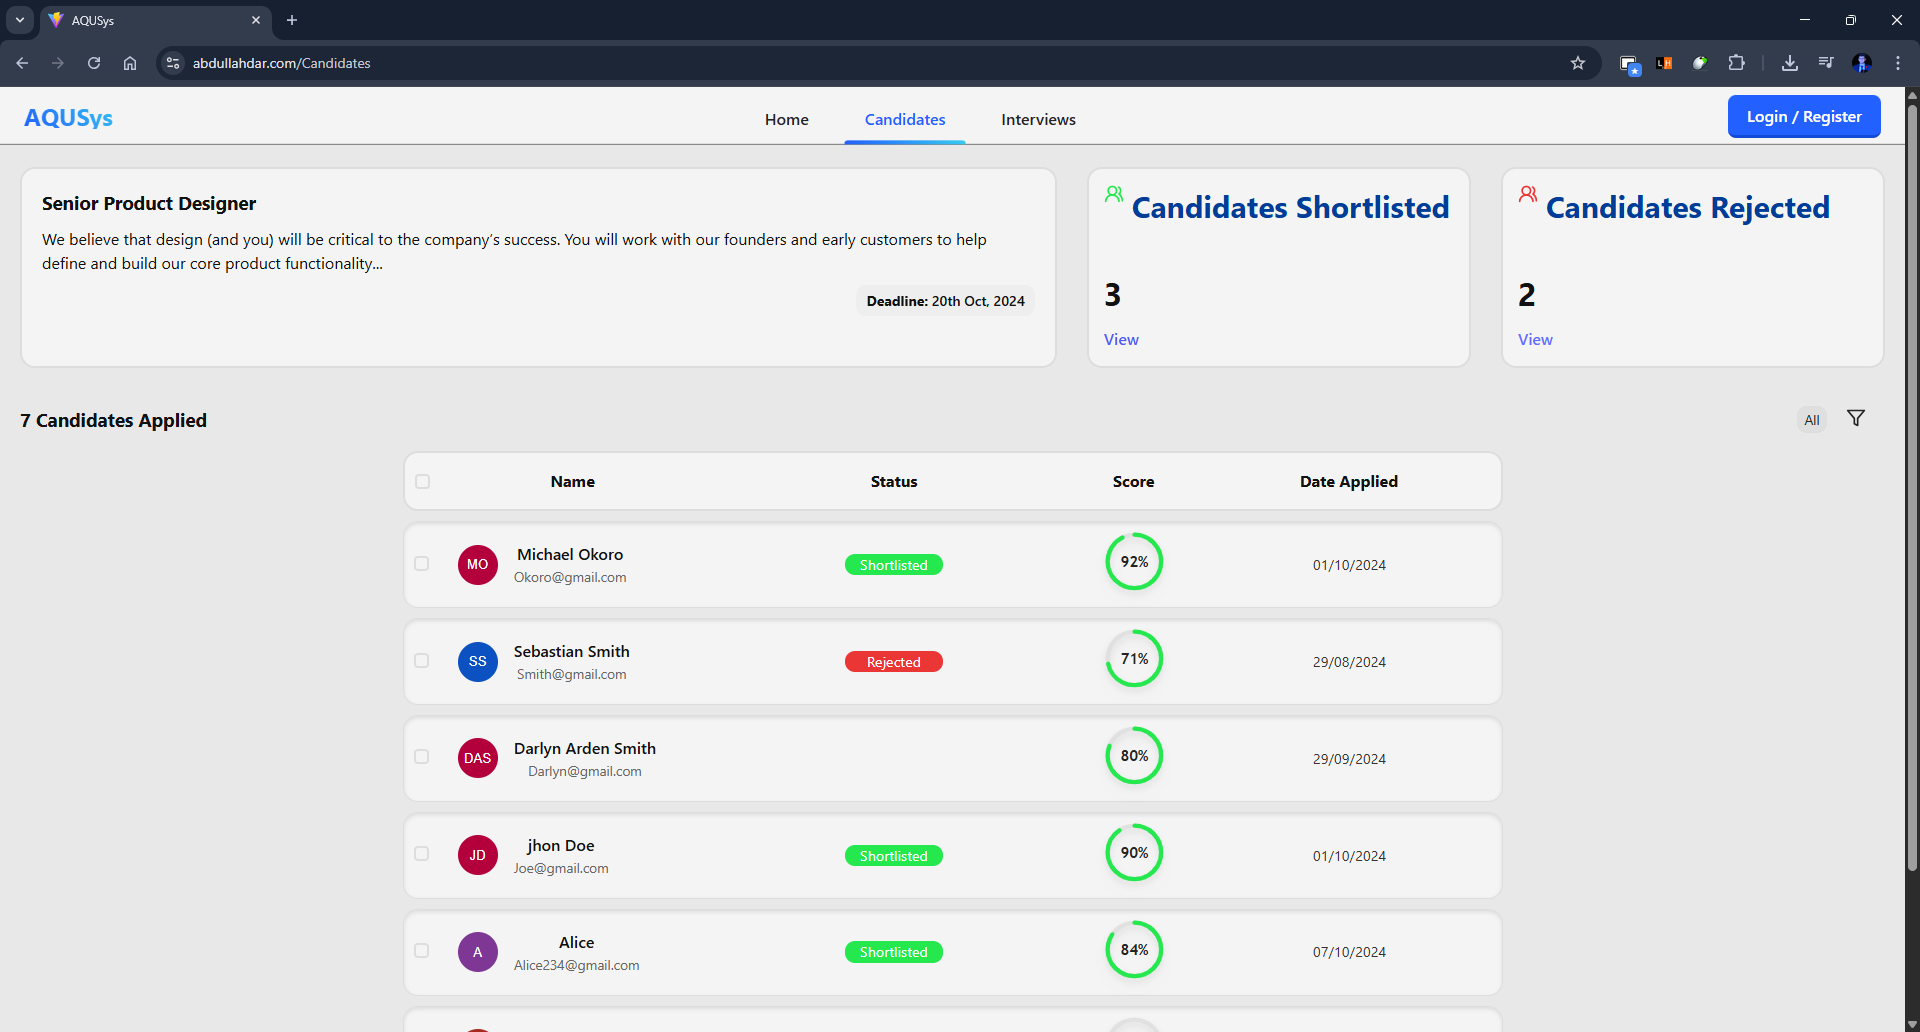 AQUSys
abdullahdar.com/Candidates
AQUSys
Home
Candidates
Interviews
Login / Register
Senior Product Designer
We believe that design (and you) will be critical to the company’s success. You will work with our founders and early customers to help
define and build our core product functionality...
Deadline: 20th Oct, 2024
Candidates Shortlisted
3
View
Candidates Rejected
2
View
7 Candidates Applied
All
Name
Status
Score
Date Applied
MO
Michael Okoro
Okoro@gmail.com
Shortlisted
92%
01/10/2024
SS
Sebastian Smith
Smith@gmail.com
Rejected
71%
29/08/2024
DAS
Darlyn Arden Smith
Darlyn@gmail.com
80%
29/09/2024
JD
jhon Doe
Joe@gmail.com
Shortlisted
90%
01/10/2024
A
Alice
Alice234@gmail.com
Shortlisted
84%
07/10/2024